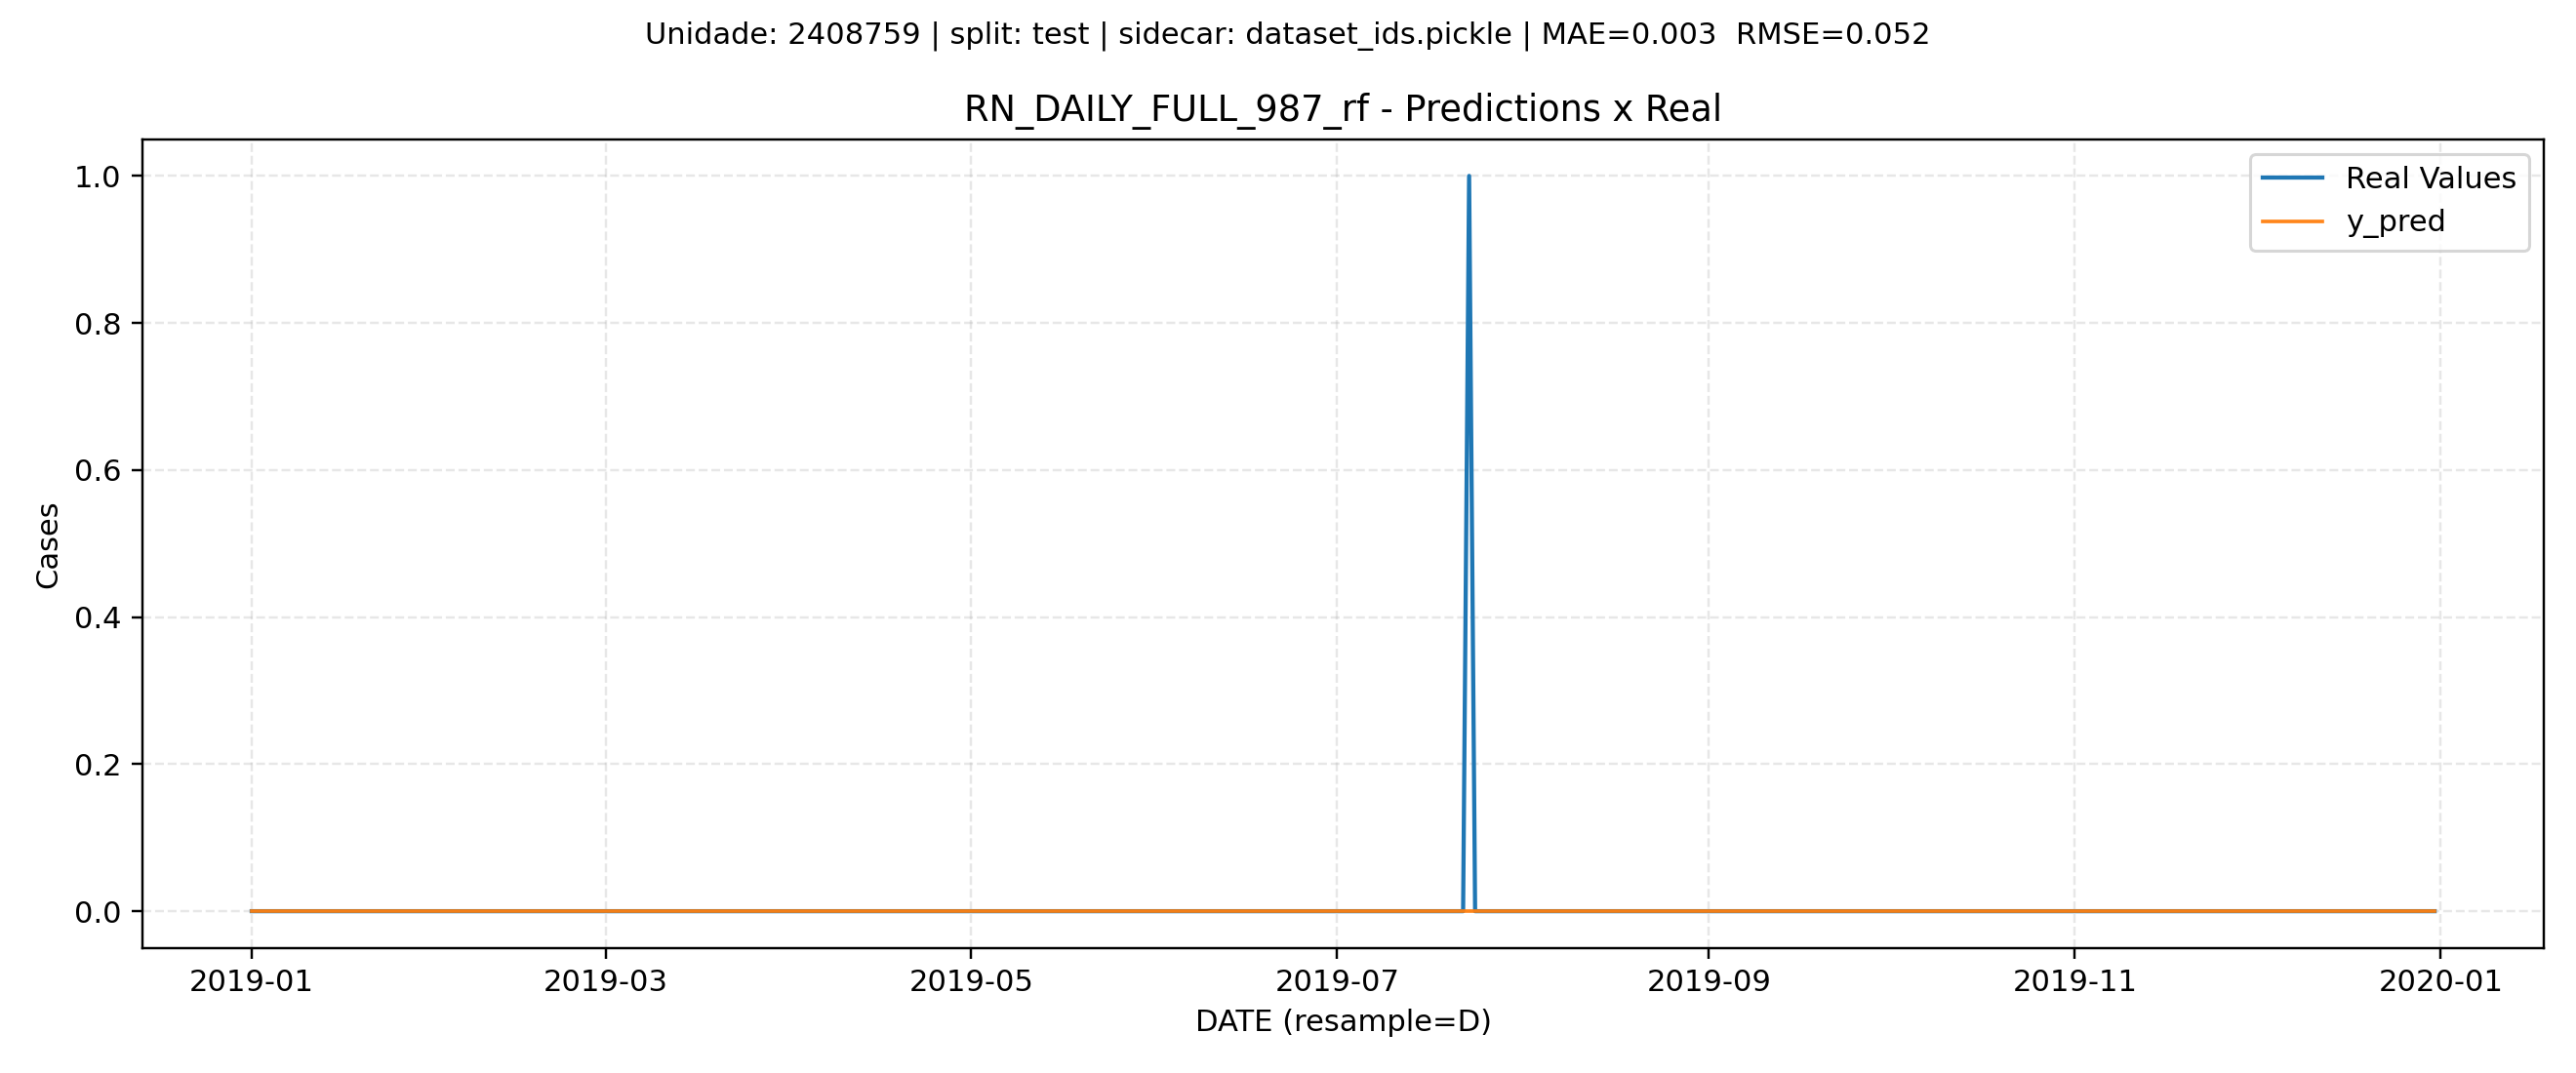 Unidade: 2408759 | split: test | sidecar: dataset_ids.pickle | MAE=0.003  RMSE=0.052
RN_DAILY_FULL_987_rf - Predictions x Real
Real Values
y_pred
1.0
0.8
0.6
0.4
0.2
0.0
Cases
2019-01 2019-03 2019-05 2019-07 2019-09 2019-11 2020-01
DATE (resample=D)